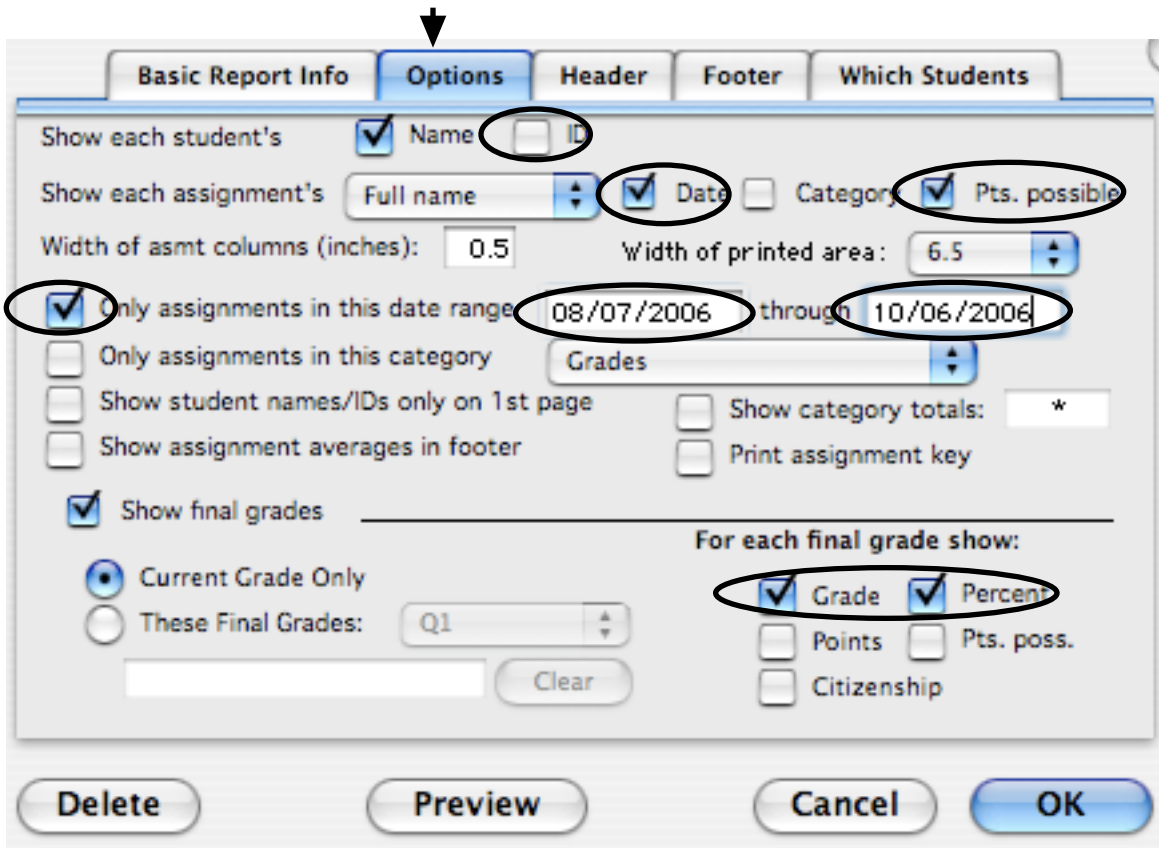 Basic Report Info Options Header Footer Which Students
Show each student's Name ID
Show each assignment's Full name Date Category Pts. possible
Width of asmt columns (inches): 0.5 Width of printed area: 6.5
Only assignments in this date range 08/07/2006 through 10/06/2006
Only assignments in this category Grades
Show student names/IDs only on 1st page Show category totals: *
Show assignment averages in footer Print assignment key
Show final grades
For each final grade show:
Current Grade Only Grade Percent
These Final Grades: Q1 Points Pts. poss.
Clear Citizenship
Delete Preview Cancel OK